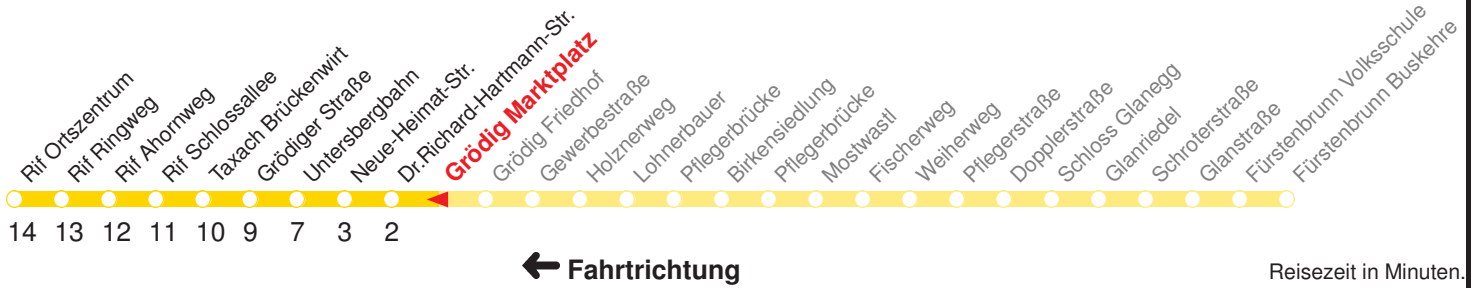 Rif Ortszentrum
Rif Ringweg
Rif Ahornweg
Rif Schlossallee
Taxach Brückenwirt
Grödiger Straße
Untersbergbahn
Neue-Heimat-Str.
Dr.Richard-Hartmann-Str.
Grödig Marktplatz
Grödig Friedhof
Gewerbestraße
Holznerweg
Lohnerbauer
Pflegerbrücke
Birkensiedlung
Pflegerbrücke
Mostwastl
Fischerweg
Weiherweg
Pflegerstraße
Dopplerstraße
Schloss Glanegg
Glanriedel
Schroterstraße
Glanstraße
Fürstenbrunn Volksschule
Fürstenbrunn Buskehre
14 13 12 11 10 9 7 3 2
Fahrtrichtung
Reisezeit in Minuten.